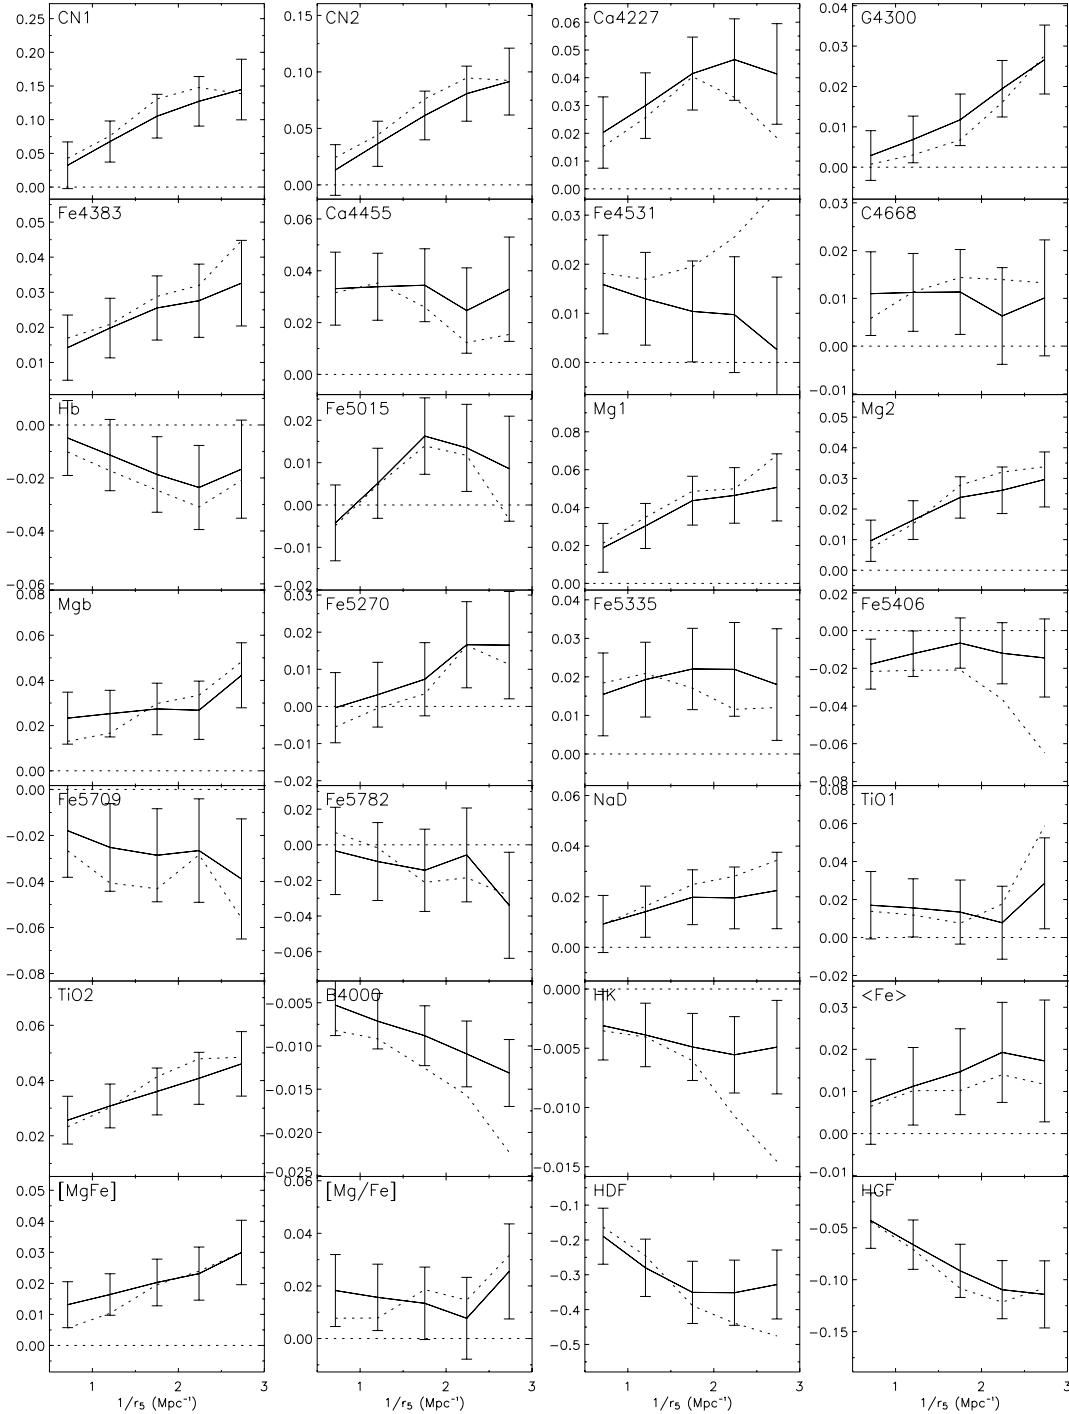 CN1 CN2 Ca4227 G4300
0.25 0.15 0.06 0.04
0.20 0.05 0.03
0.15 0.10 0.04 0.02
0.10 0.05 0.03 0.01
0.05 0.02
0.00 0.00 0.01 0.00
0.00
Fe4383 Ca4455 Fe4531 C4668
0.05 0.06 0.03 0.03
0.04 0.04 0.02 0.02
0.03 0.02 0.01 0.01
0.02 0.00 0.00 0.00
0.01 −0.01
Hb Fe5015 Mg1 Mg2
0.00 0.02 0.08 0.05
−0.02 0.01 0.06 0.04
−0.04 0.00 0.04 0.03
−0.06 −0.01 0.02 0.02
−0.02 0.00 0.01
0.00
Mgb Fe5270 Fe5335 Fe5406
0.08 0.03 0.04 0.00
0.06 0.02 0.03 −0.02
0.04 0.01 0.02 −0.04
0.02 0.00 0.01 −0.06
0.00 −0.01 0.00 −0.08
−0.02
Fe5709 Fe5782 NaD TiO1
0.00 0.02 0.06 0.08
−0.02 0.00 0.04 0.06
−0.04 −0.02 0.02 0.04
−0.06 −0.04 0.00 0.02
−0.08 −0.06 0.00
−0.02
TiO2 B4000 HK <Fe>
0.06 −0.005 0.000 0.03
0.04 −0.010 −0.005 0.02
0.02 −0.015 −0.010 0.01
−0.020 −0.015 0.00
−0.025 −0.01
[MgFe] [Mg/Fe] HDF HGF
0.05 0.06 −0.1 −0.05
0.04 0.04 −0.2 −0.10
0.03 0.02 −0.3 −0.15
0.02 0.00 −0.4
0.01 −0.5
0.00
1 2 3 1 2 3 1 2 3 1 2 3
1/r₅ (Mpc⁻¹) 1/r₅ (Mpc⁻¹) 1/r₅ (Mpc⁻¹) 1/r₅ (Mpc⁻¹)